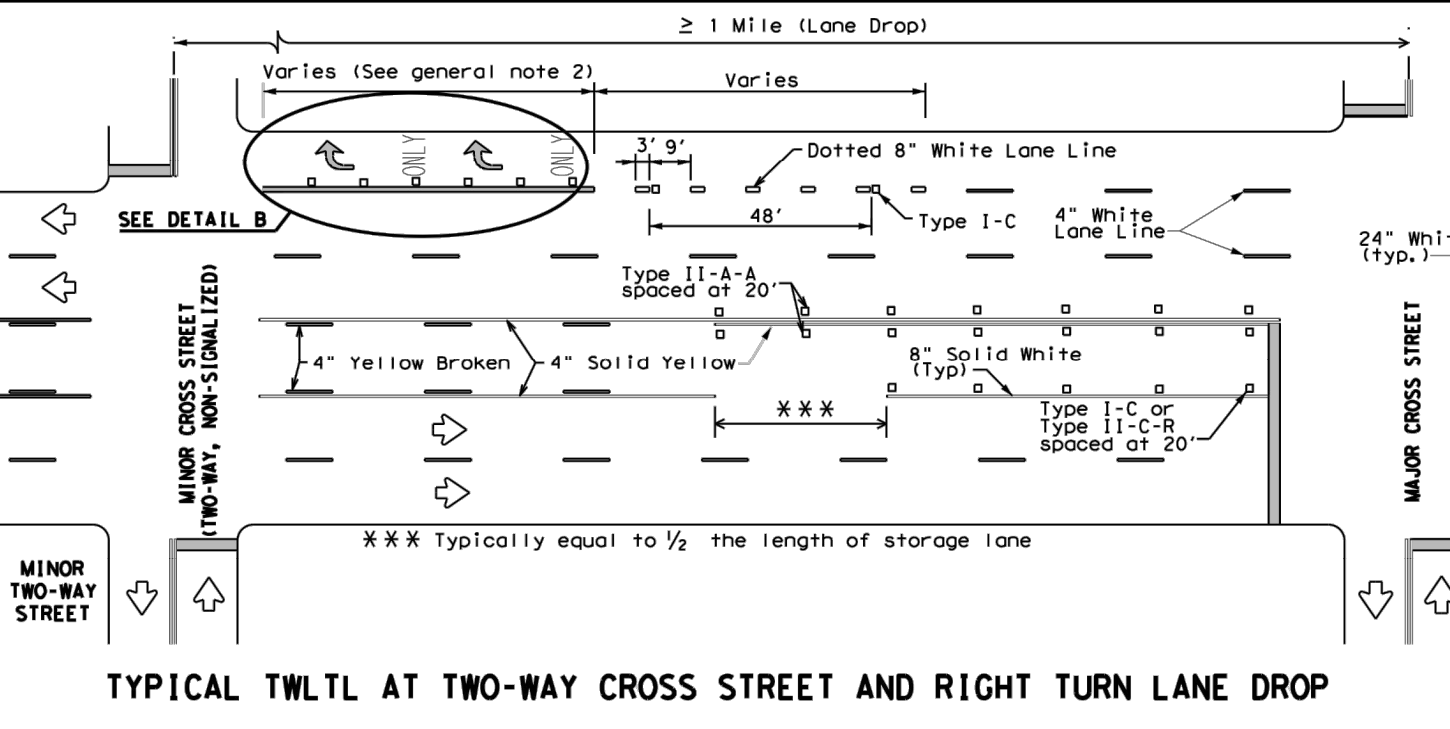 ≥ 1 Mile (Lane Drop)
Varies (See general note 2)
Varies
ONLY
ONLY
3' 9'
Dotted 8" White Lane Line
SEE DETAIL B
48'
Type I-C
4" White
Lane Line
24" Whi
(typ.)
Type II-A-A
spaced at 20'
4" Yellow Broken
4" Solid Yellow
8" Solid White
(Typ)
***
Type I-C or
Type II-C-R
spaced at 20'
MINOR CROSS STREET
(TWO-WAY, NON-SIGNALIZED)
MAJOR CROSS STREET
*** Typically equal to ½ the length of storage lane
MINOR
TWO-WAY
STREET
TYPICAL TWLTL AT TWO-WAY CROSS STREET AND RIGHT TURN LANE DROP